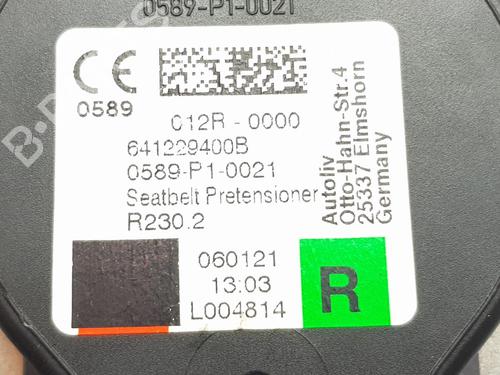 0589-P1-0021
CE
0589
012R - 0000
641229400B
0589-P1-0021
Seatbelt Pretensioner
R230.2
060121
13:03
L004814
R
Autoliv
Otto-Hahn-Str.4
25337 Elmshorn
Germany